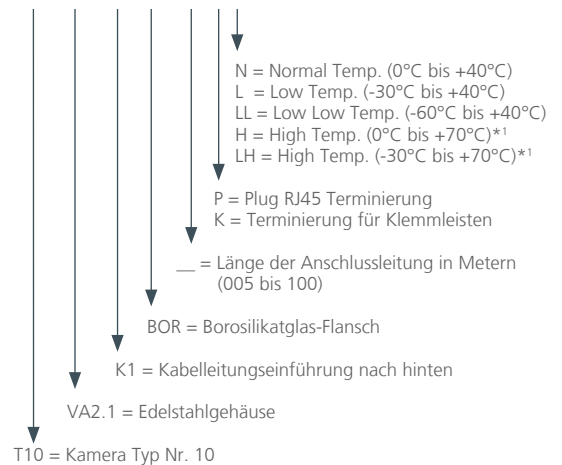 N = Normal Temp. (0°C bis +40°C)
L = Low Temp. (-30°C bis +40°C)
LL = Low Low Temp. (-60°C bis +40°C)
H = High Temp. (0°C bis +70°C)*1
LH = High Temp. (-30°C bis +70°C)*1
P = Plug RJ45 Terminierung
K = Terminierung für Klemmleisten
__ = Länge der Anschlussleitung in Metern
(005 bis 100)
BOR = Borosilikatglas-Flansch
K1 = Kabelleitungseinführung nach hinten
VA2.1 = Edelstahlgehäuse
T10 = Kamera Typ Nr. 10